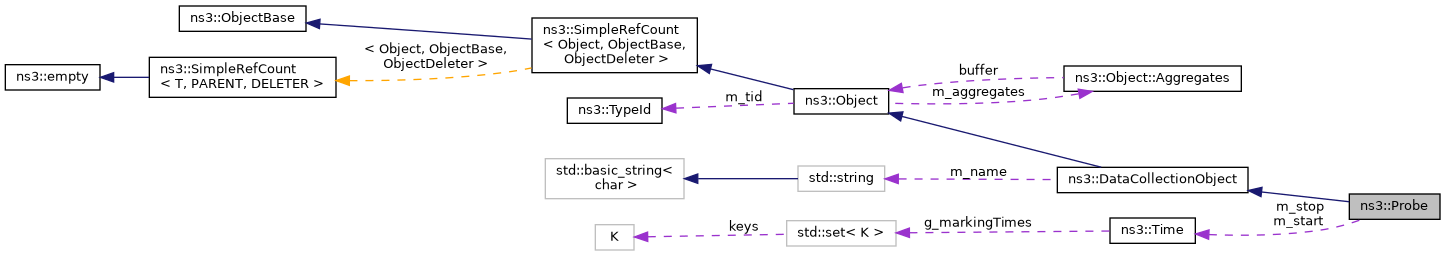 ns3::ObjectBase
ns3::SimpleRefCount
< Object, ObjectBase,
ObjectDeleter >
< Object, ObjectBase,
ObjectDeleter >
ns3::empty
ns3::SimpleRefCount
< T, PARENT, DELETER >
buffer
ns3::Object::Aggregates
m_aggregates
m_tid
ns3::Object
ns3::TypeId
std::basic_string<
char >
std::string
m_name
ns3::DataCollectionObject
ns3::Probe
m_stop
m_start
K
keys
std::set< K >
g_markingTimes
ns3::Time